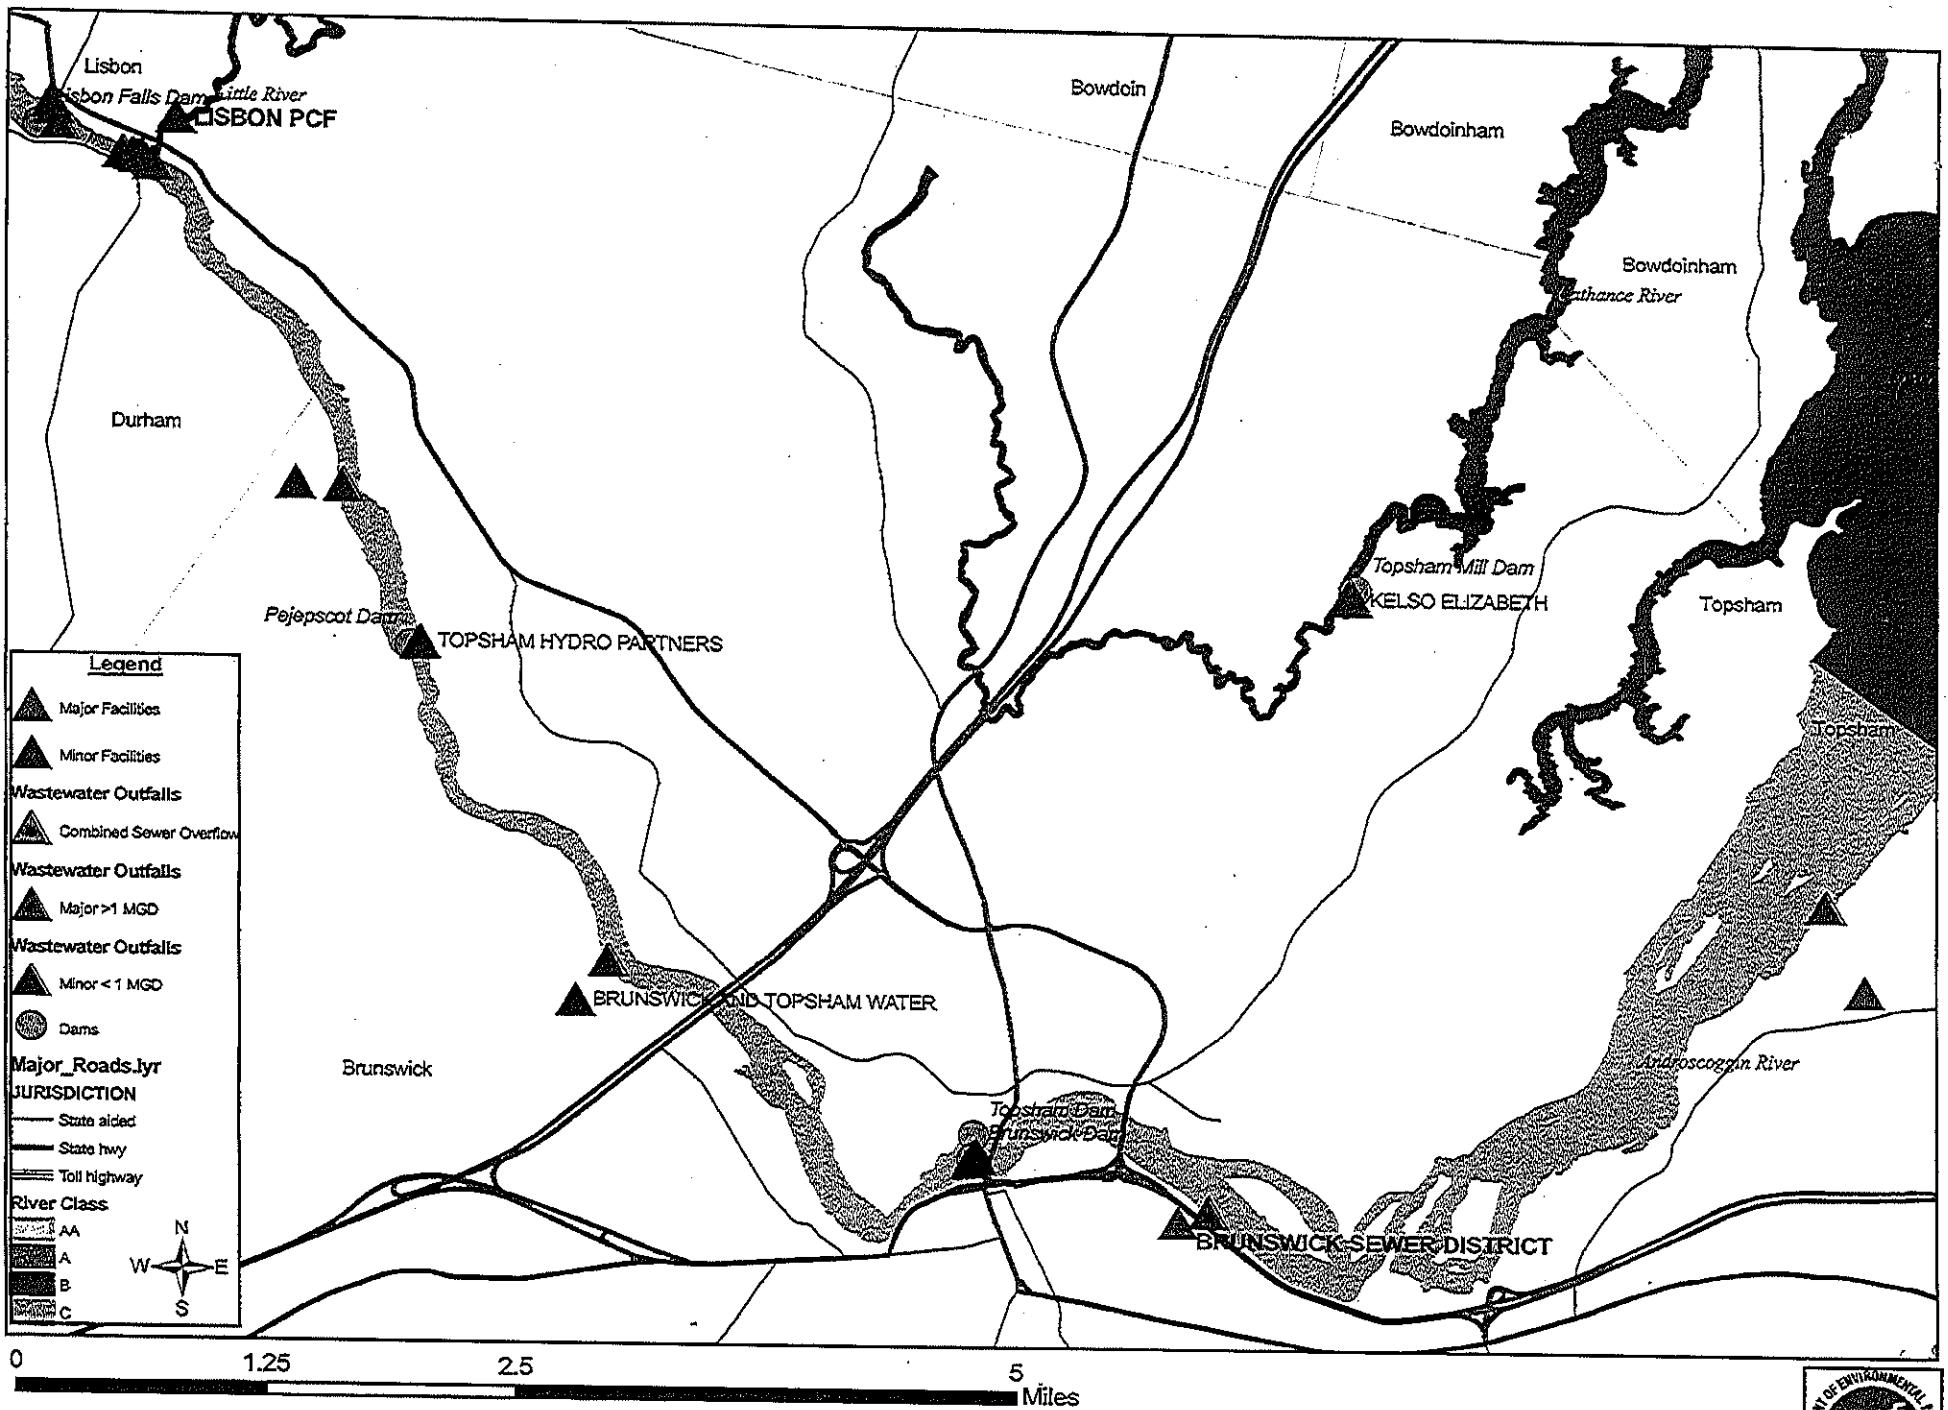 Lisbon
Lisbon Falls Dam
Little River
LISBON PCF
Bowdoin
Bowdoinham
Bowdoinham
Cathance River
Durham
Topsham Mill Dam
KELSO ELIZABETH
Topsham
Pejepscot Dam
TOPSHAM HYDRO PARTNERS
Topsham
BRUNSWICK AND TOPSHAM WATER
Brunswick
Androscoggin River
Topsham Dam
Brunswick Dam
BRUNSWICK SEWER DISTRICT
Legend
Major Facilities
Minor Facilities
Wastewater Outfalls
Combined Sewer Overflow
Wastewater Outfalls
Major >1 MGD
Wastewater Outfalls
Minor < 1 MGD
Dams
Major_Roads.lyr
JURISDICTION
State aided
State hwy
Toll highway
River Class
AA
A
B
C
N
W E
S
0 1.25 2.5 5
Miles
OF ENVIRONMENTAL